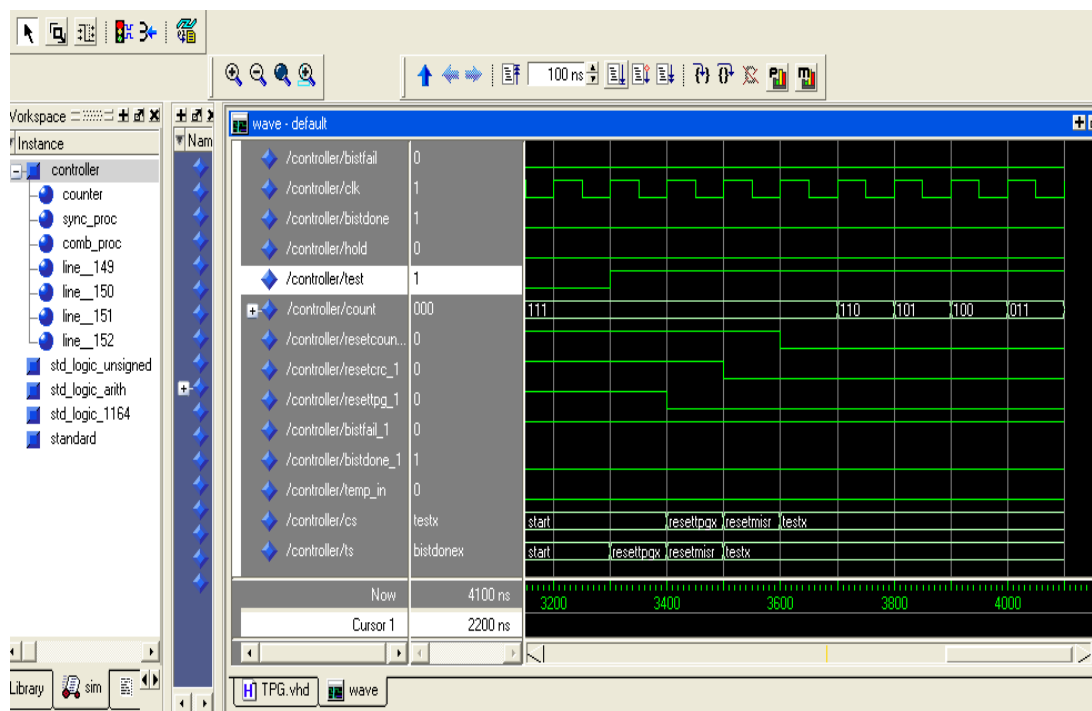 100 ns
Workspace
Instance
Nam
wave - default
controller
counter
sync_proc
comb_proc
line__149
line__150
line__151
line__152
std_logic_unsigned
std_logic_arith
std_logic_1164
standard
/controller/bistfail 0
/controller/clk 1
/controller/bistdone 1
/controller/hold 0
/controller/test 1
/controller/count 000 111 110 101 100 011
/controller/resetcoun... 0
/controller/resetcrc_1 0
/controller/resettpg_1 0
/controller/bistfail_1 0
/controller/bistdone_1 1
/controller/temp_in 0
/controller/cs testx start resettpgx resetmisr testx
/controller/ts bistdonex start resettpgx resetmisr testx
Now 4100 ns 3200 3400 3600 3800 4000
Cursor 1 2200 ns
Library sim
TPG.vhd wave